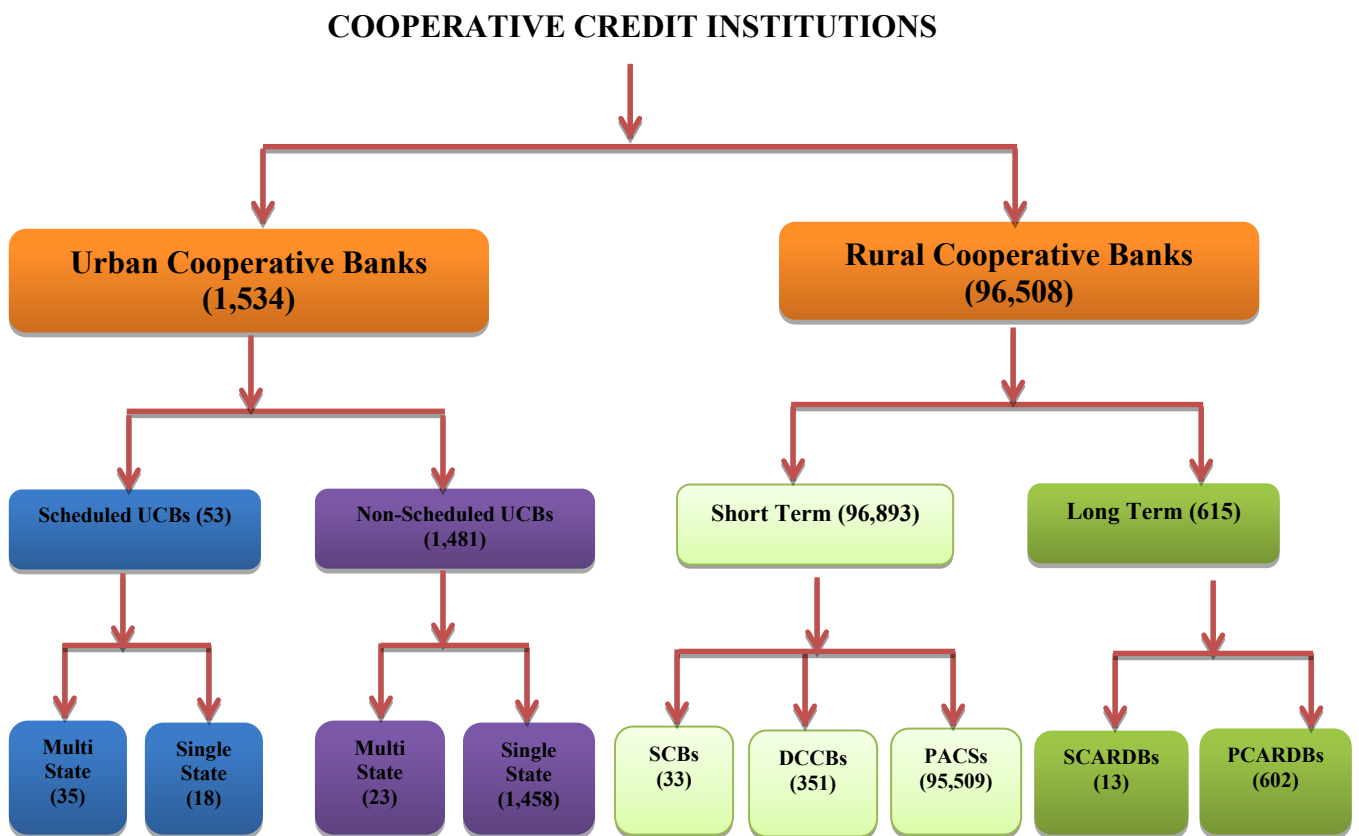 COOPERATIVE CREDIT INSTITUTIONS
Urban Cooperative Banks
(1,534)
Rural Cooperative Banks
(96,508)
Scheduled UCBs (53)
Non-Scheduled UCBs
(1,481)
Short Term (96,893)
Long Term (615)
Multi
State
(35)
Single
State
(18)
Multi
State
(23)
Single
State
(1,458)
SCBs
(33)
DCCBs
(351)
PACSs
(95,509)
SCARDBs
(13)
PCARDBs
(602)